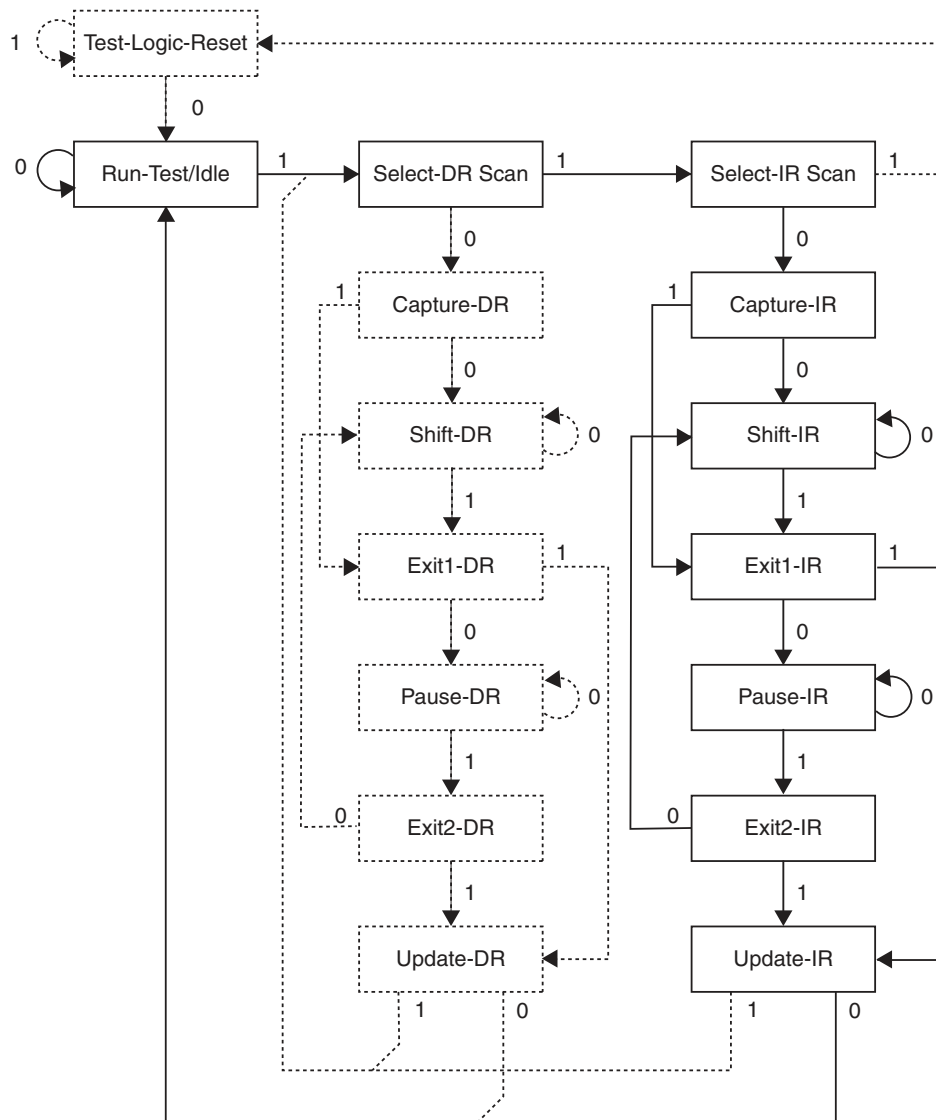 1
Test-Logic-Reset
0
0
Run-Test/Idle
1
Select-DR Scan
1
Select-IR Scan
1
0
0
1
Capture-DR
1
Capture-IR
0
0
Shift-DR
0
Shift-IR
0
1
1
Exit1-DR
1
Exit1-IR
1
0
0
Pause-DR
0
Pause-IR
0
1
1
0
Exit2-DR
0
Exit2-IR
1
1
Update-DR
Update-IR
1
0
1
0